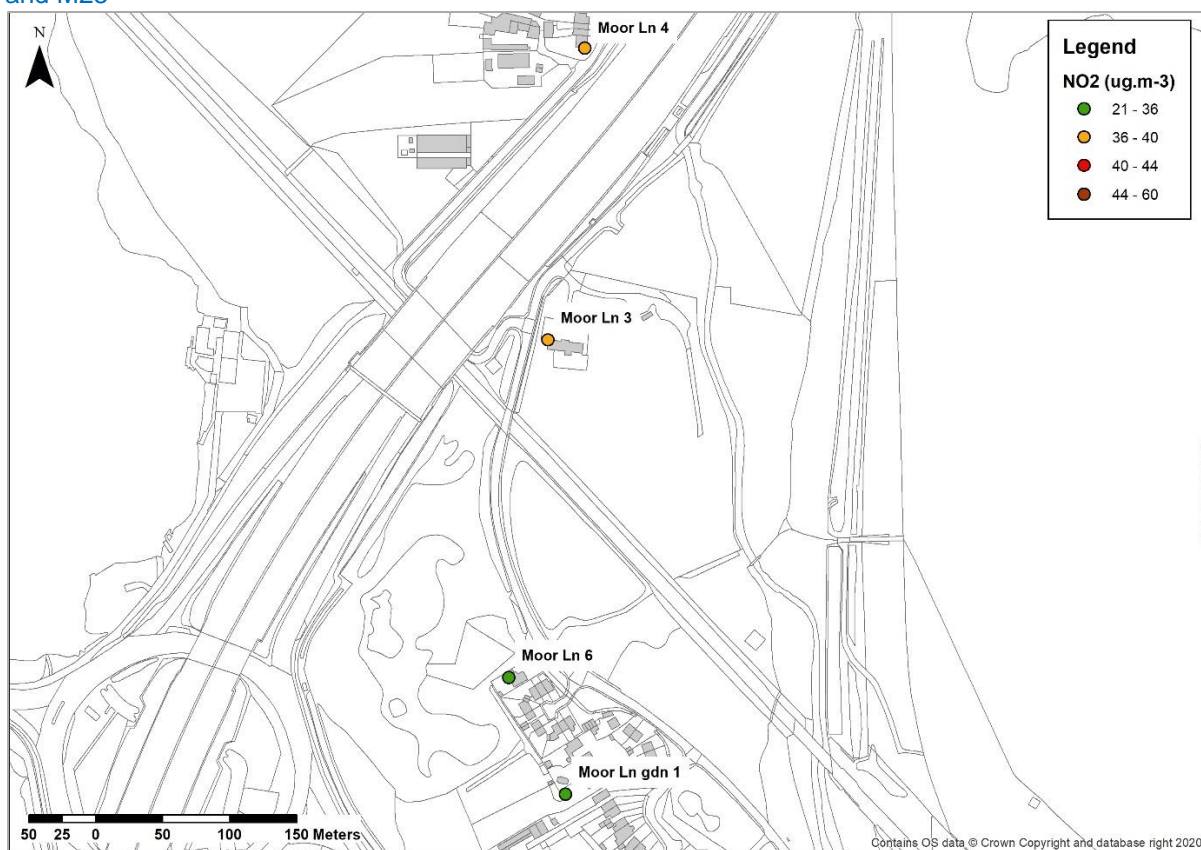 and M25
N
Moor Ln 4
Legend
NO2 (ug.m-3)
21 - 36
36 - 40
40 - 44
44 - 60
Moor Ln 3
Moor Ln 6
Moor Ln gdn 1
50 25 0 50 100 150 Meters
Contains OS data © Crown Copyright and database right 2020